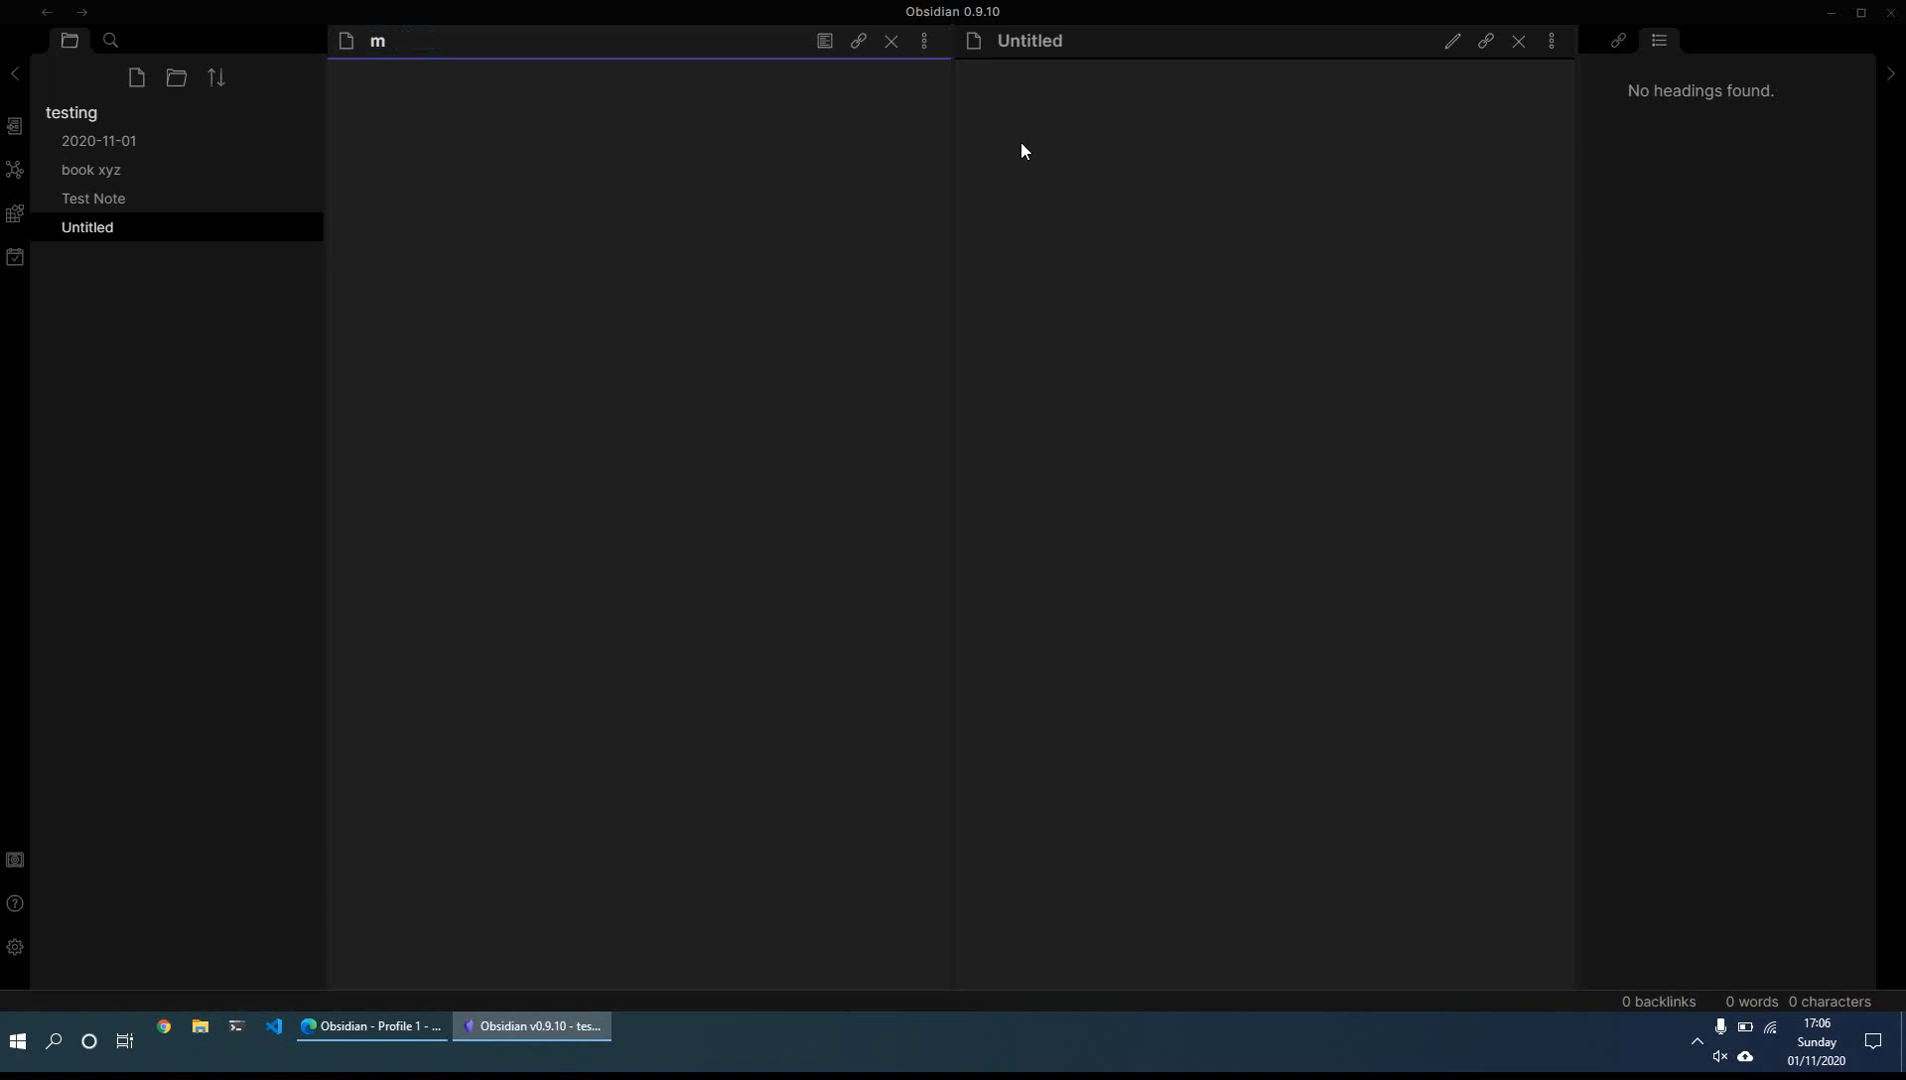 Obsidian 0.9.10
m
Untitled
No headings found.
testing
2020-11-01
book xyz
Test Note
Untitled
0 backlinks 0 words 0 characters
Obsidian - Profile 1 - ...
Obsidian v0.9.10 - tes...
17:06
Sunday
01/11/2020